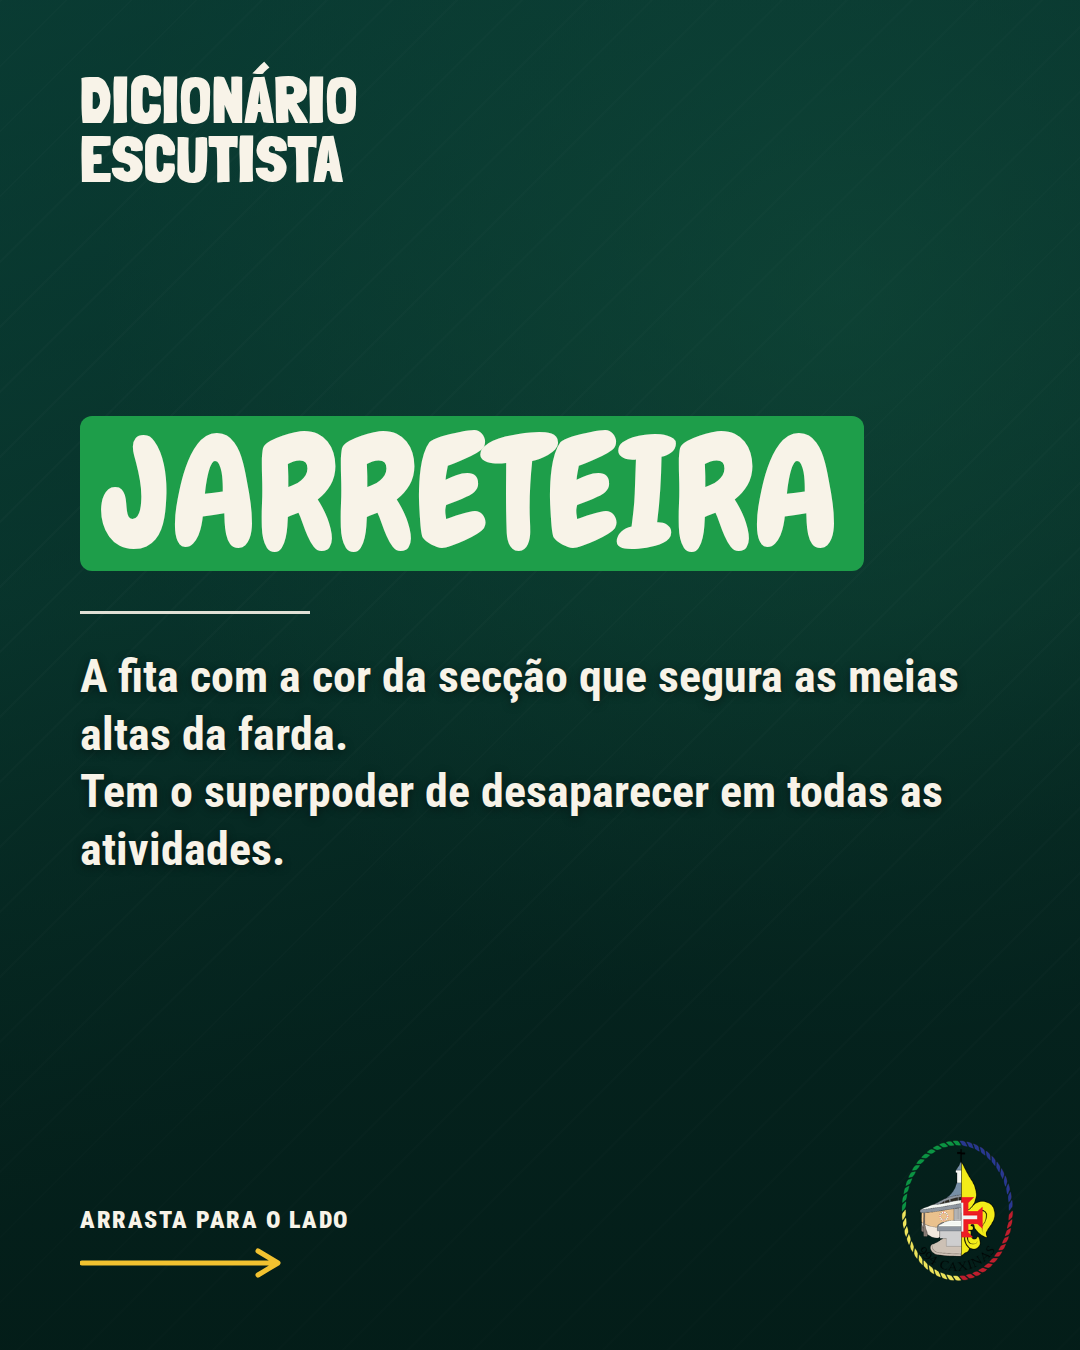 DICIONÁRIO
ESCUTISTA
JARRETEIRA
A fita com a cor da secção que segura as meias
altas da farda.
Tem o superpoder de desaparecer em todas as
atividades.
ARRASTA PARA O LADO
CAXINAS